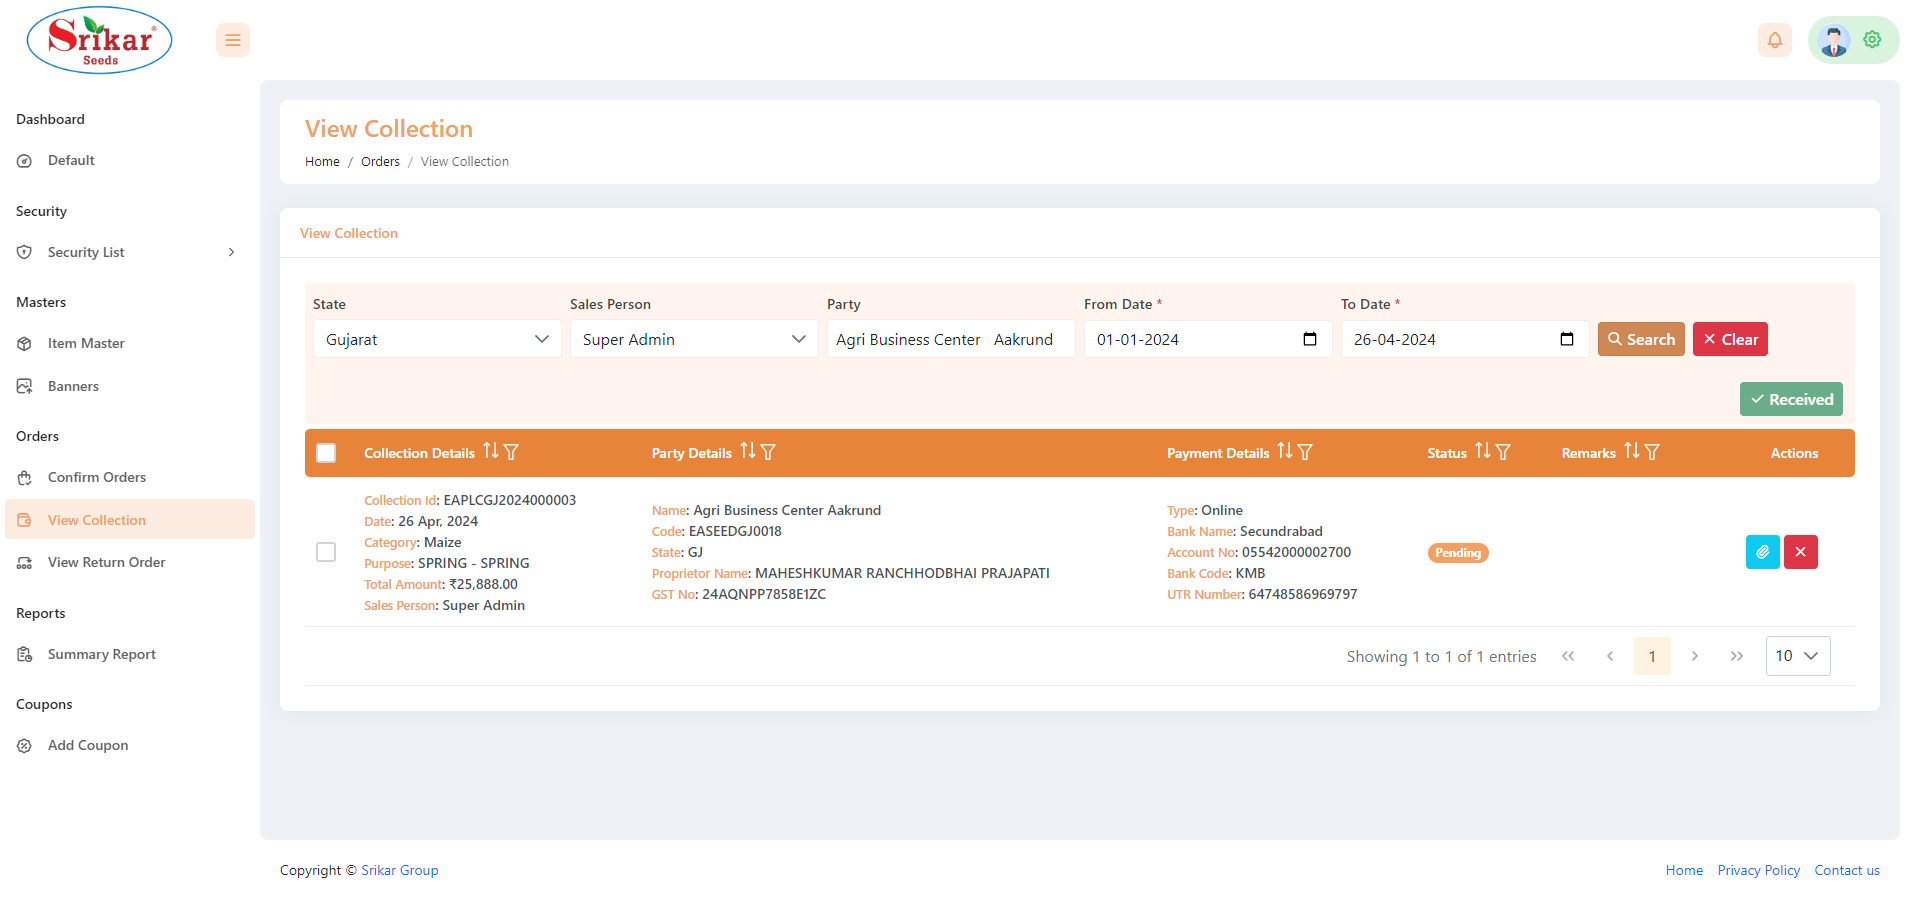 Srikar®
Seeds
Dashboard
Default
Security
Security List
Masters
Item Master
Banners
Orders
Confirm Orders
View Collection
View Return Order
Reports
Summary Report
Coupons
Add Coupon
View Collection
Home / Orders / View Collection
View Collection
State
Sales Person
Party
From Date *
To Date *
Gujarat
Super Admin
Agri Business Center Aakrund
01-01-2024
26-04-2024
Search
Clear
Received
Collection Details
Party Details
Payment Details
Status
Remarks
Actions
Collection Id: EAPLCGJ2024000003
Date: 26 Apr, 2024
Category: Maize
Purpose: SPRING - SPRING
Total Amount: ₹25,888.00
Sales Person: Super Admin
Name: Agri Business Center Aakrund
Code: EASEEDGJ0018
State: GJ
Proprietor Name: MAHESHKUMAR RANCHHODBHAI PRAJAPATI
GST No: 24AQNPP7858E1ZC
Type: Online
Bank Name: Secundrabad
Account No: 05542000002700
Bank Code: KMB
UTR Number: 64748586969797
Pending
Showing 1 to 1 of 1 entries
1
10
Copyright © Srikar Group
Home
Privacy Policy
Contact us